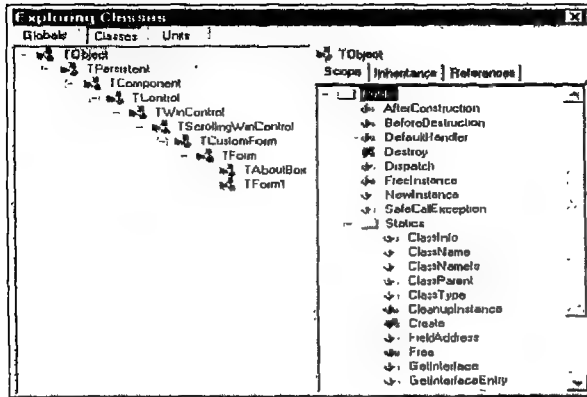 Exploring Classes
Globals Classes Units
TObject
TPersistent
TComponent
TControl
TWinControl
TScrollingWinControl
TCustomForm
TForm
TAboutBox
TForm1
TObject
Scope Inheritance References
AfterConstruction
BeforeDestruction
DefaultHandler
Destroy
Dispatch
FreeInstance
NewInstance
SafeCallException
Statics
ClassInfo
ClassName
ClassNameIs
ClassParent
ClassType
CleanupInstance
Create
FieldAddress
Free
GetInterface
GetInterfaceEntry